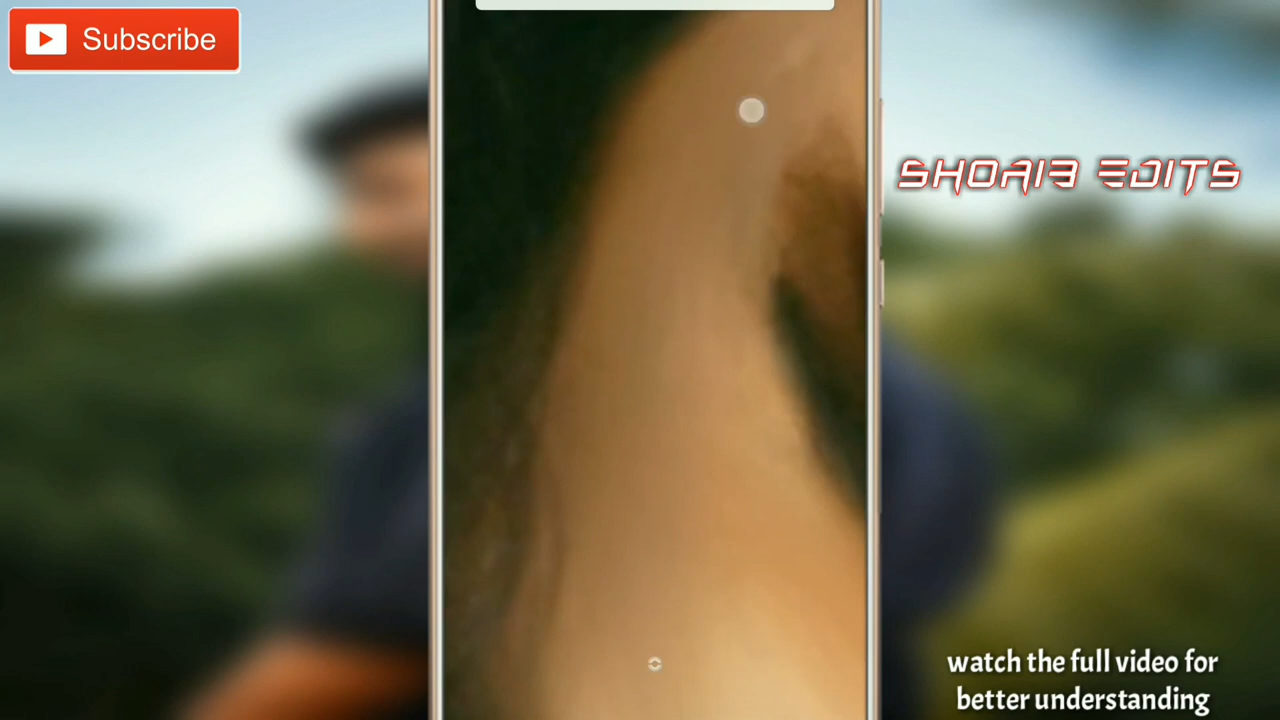 Subscribe
SHOAIB EDITS
watch the full video for
better understanding